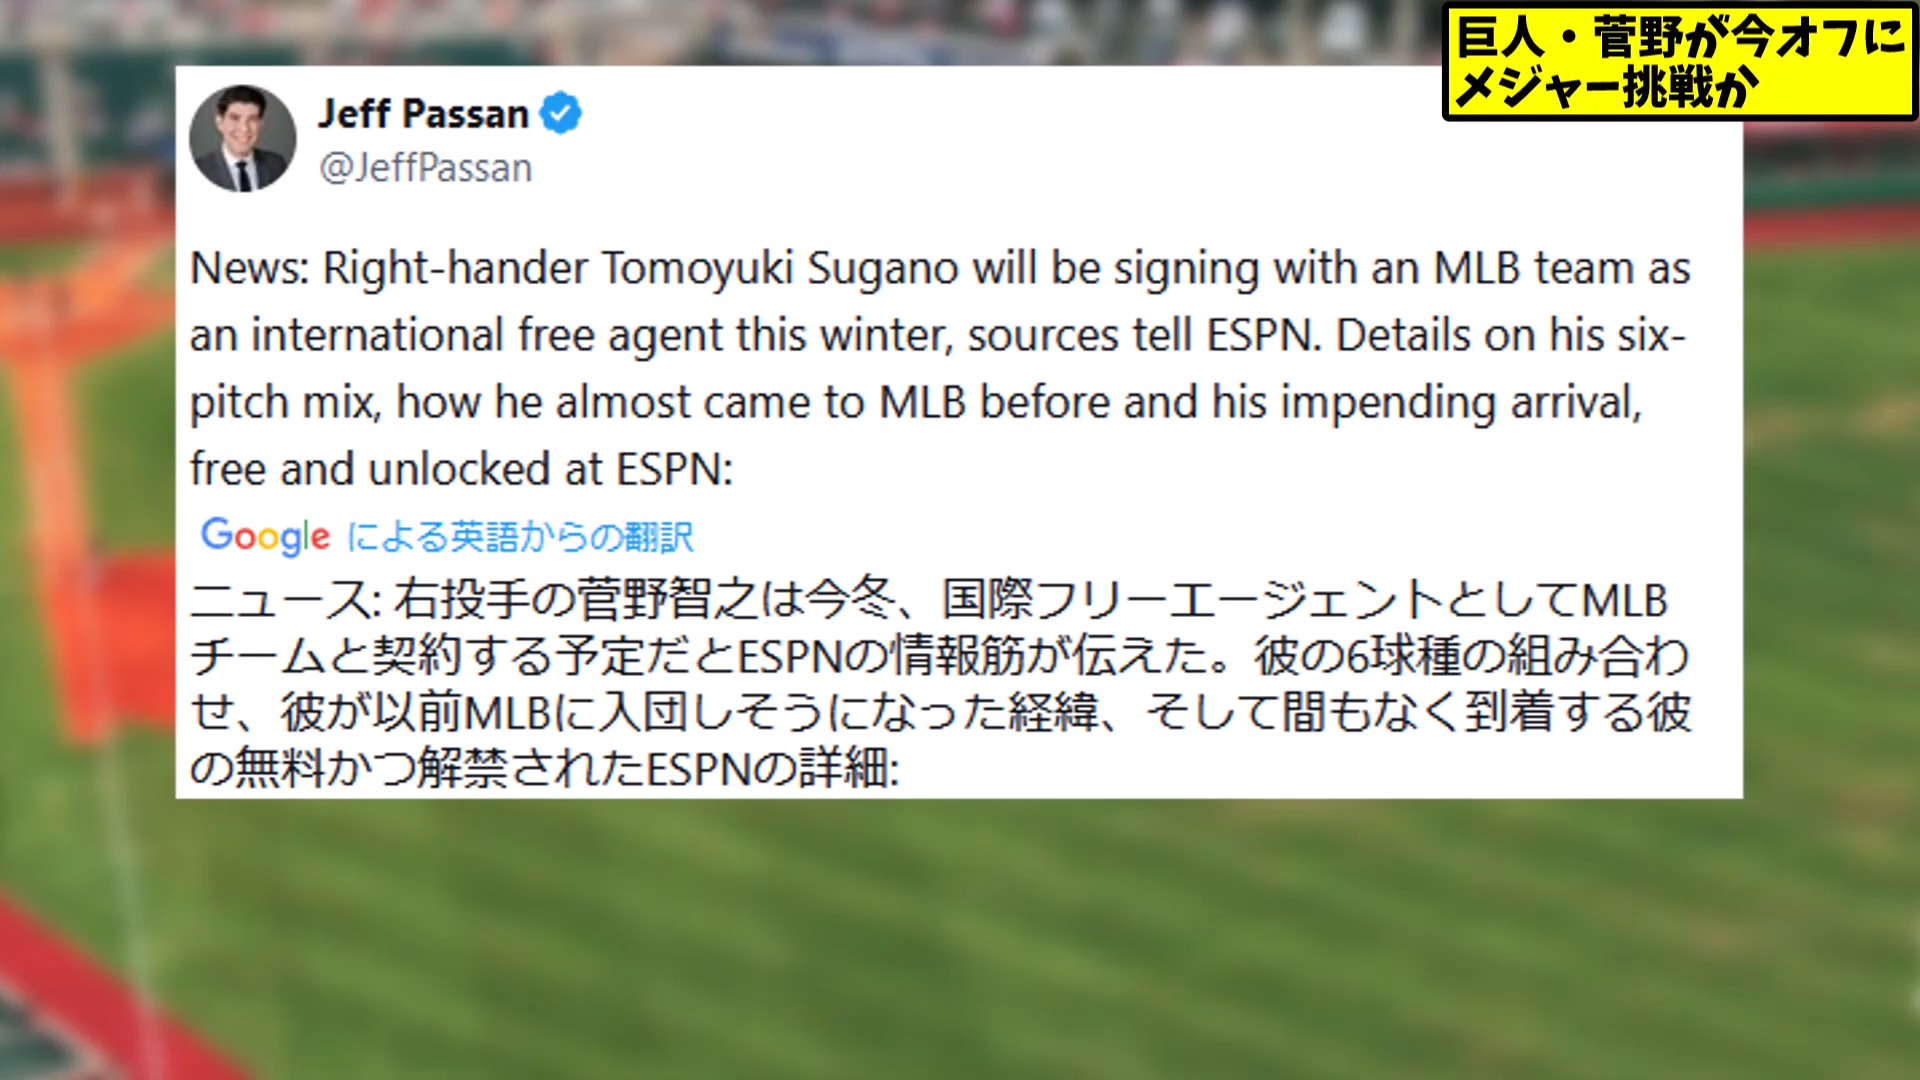 巨人・菅野が今オフに
メジャー挑戦か
Jeff Passan
@JeffPassan
News: Right-hander Tomoyuki Sugano will be signing with an MLB team as
an international free agent this winter, sources tell ESPN. Details on his six-
pitch mix, how he almost came to MLB before and his impending arrival,
free and unlocked at ESPN:
Google による英語からの翻訳
ニュース: 右投手の菅野智之は今冬、国際フリーエージェントとしてMLB
チームと契約する予定だとESPNの情報筋が伝えた。彼の6球種の組み合わ
せ、彼が以前MLBに入団しそうになった経緯、そして間もなく到着する彼
の無料かつ解禁されたESPNの詳細: